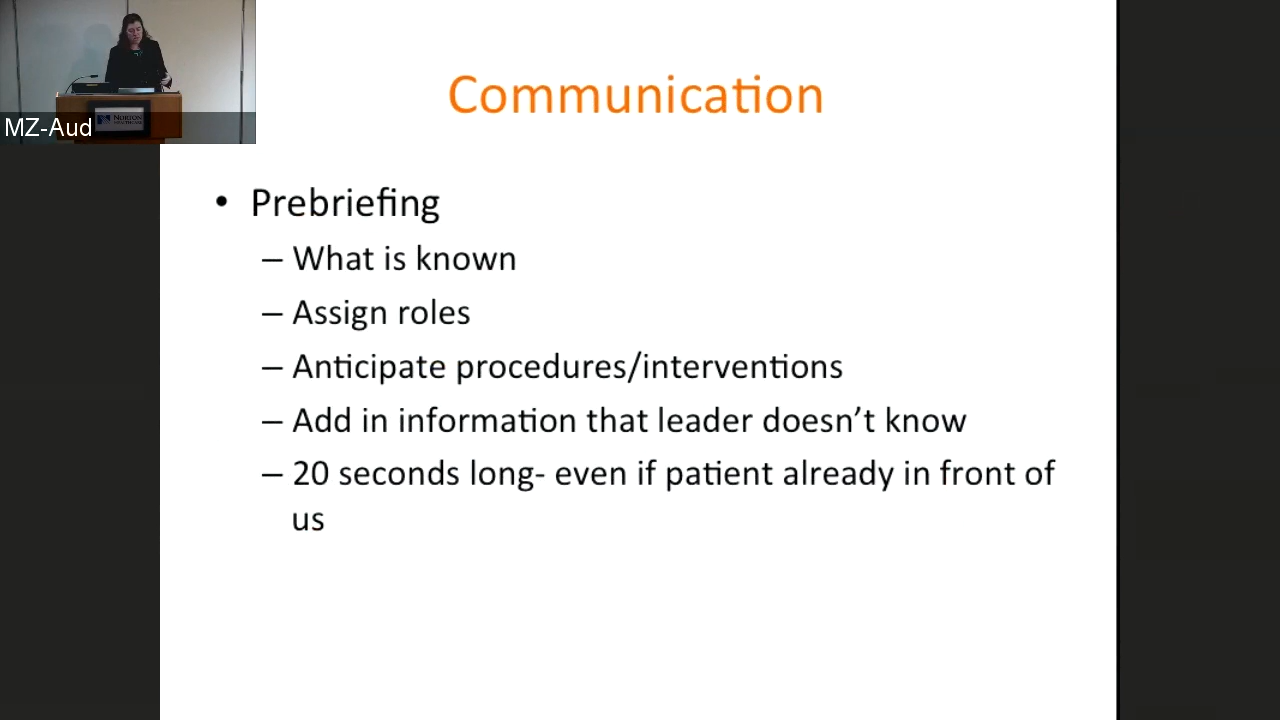 MZ-Aud
NORTON
Communication
• Prebriefing
– What is known
– Assign roles
– Anticipate procedures/interventions
– Add in information that leader doesn't know
– 20 seconds long- even if patient already in front of
us